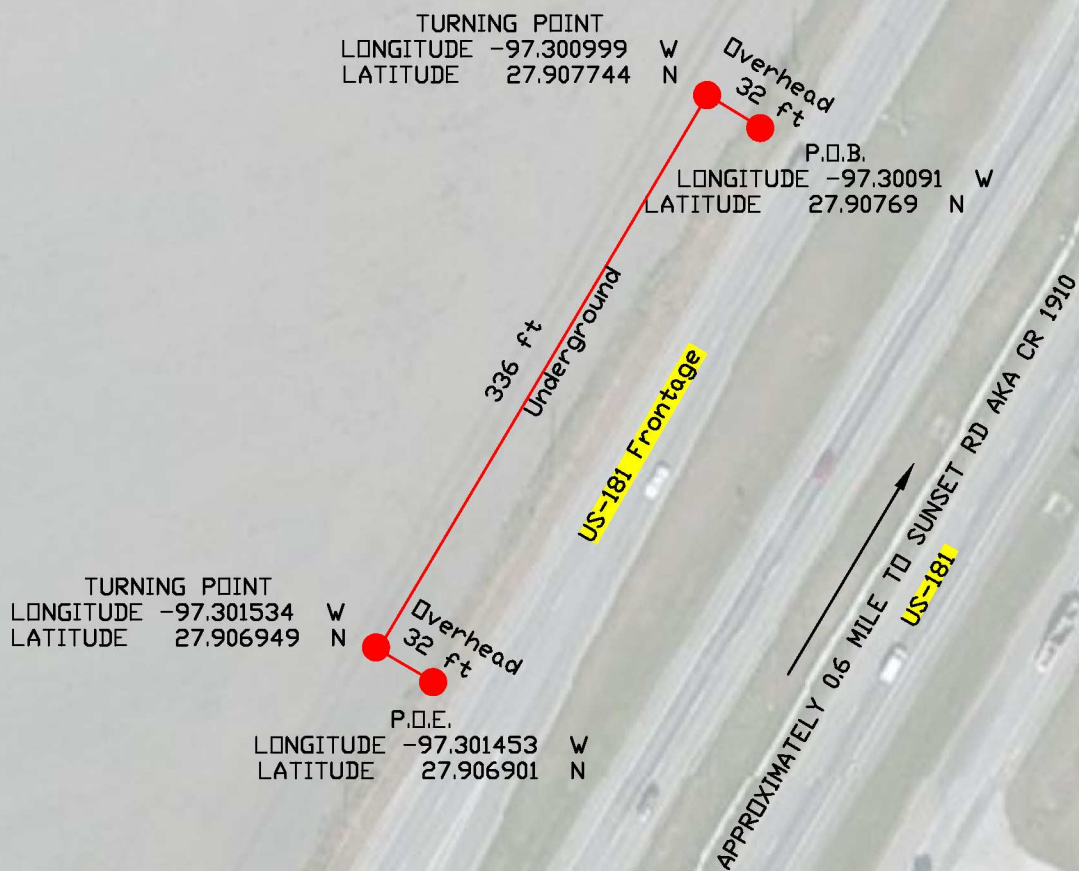 TURNING POINT
LONGITUDE -97.300999 W
LATITUDE 27.907744 N
Overhead
32 ft
P.O.B.
LONGITUDE -97.30091 W
LATITUDE 27.90769 N
336 ft
Underground
US-181 Frontage
APPROXIMATELY 0.6 MILE TO SUNSET RD AKA CR 1910
US-181
TURNING POINT
LONGITUDE -97.301534 W
LATITUDE 27.906949 N
Overhead
32 ft
P.O.E.
LONGITUDE -97.301453 W
LATITUDE 27.906901 N